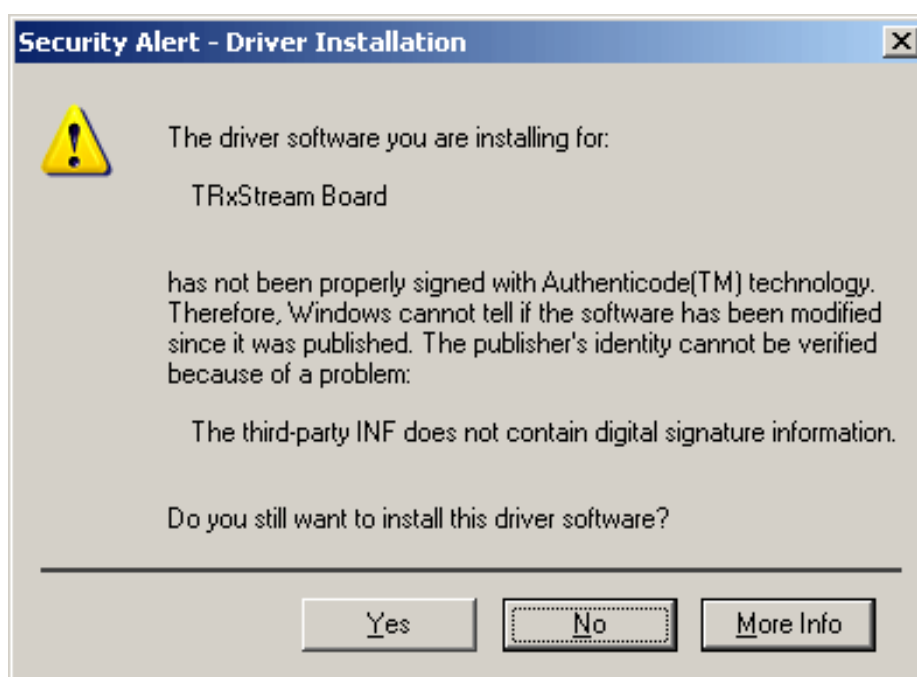 Security Alert - Driver Installation
The driver software you are installing for:
TRxStream Board
has not been properly signed with Authenticode(TM) technology.
Therefore, Windows cannot tell if the software has been modified
since it was published. The publisher's identity cannot be verified
because of a problem:
The third-party INF does not contain digital signature information.
Do you still want to install this driver software?
Yes No More Info